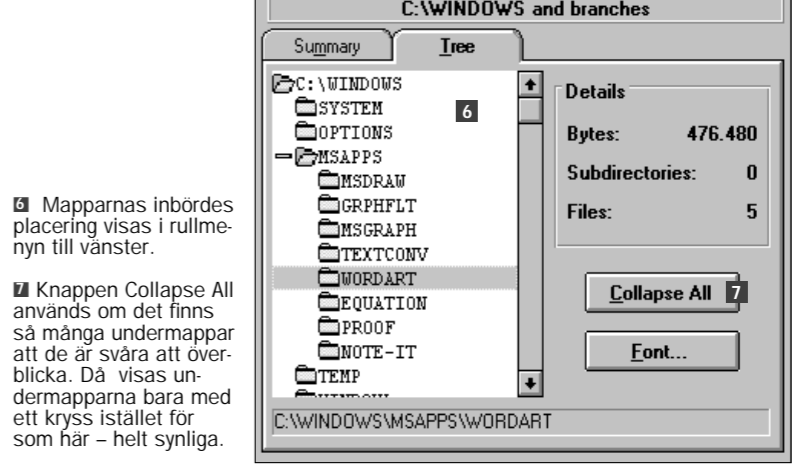 C:\WINDOWS and branches
Summary
Tree
C:\WINDOWS
SYSTEM
6
OPTIONS
MSAPPS
MSDRAW
GRPHFLT
MSGRAPH
TEXTCONV
WORDART
EQUATION
PROOF
NOTE-IT
TEMP
Details
Bytes: 476.480
Subdirectories: 0
Files: 5
Collapse All 7
Font...
C:\WINDOWS\MSAPPS\WORDART
6 Mapparnas inbördes
placering visas i rullme-
nyn till vänster.
7 Knappen Collapse All
används om det finns
så många undermappar
att de är svåra att över-
blicka. Då visas un-
dermapparna bara med
ett kryss istället för
som här – helt synliga.